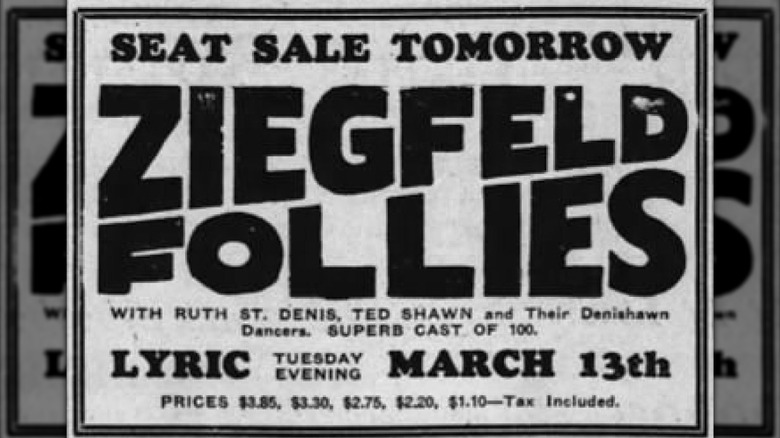 SEAT SALE TOMORROW
ZIEGFELD
FOLLIES
WITH RUTH ST. DENIS, TED SHAWN and Their Denishawn
Dancers. SUPERB CAST OF 100.
LYRIC TUESDAY EVENING MARCH 13th
PRICES $3.85, $3.30, $2.75, $2.20, $1.10—Tax Included.